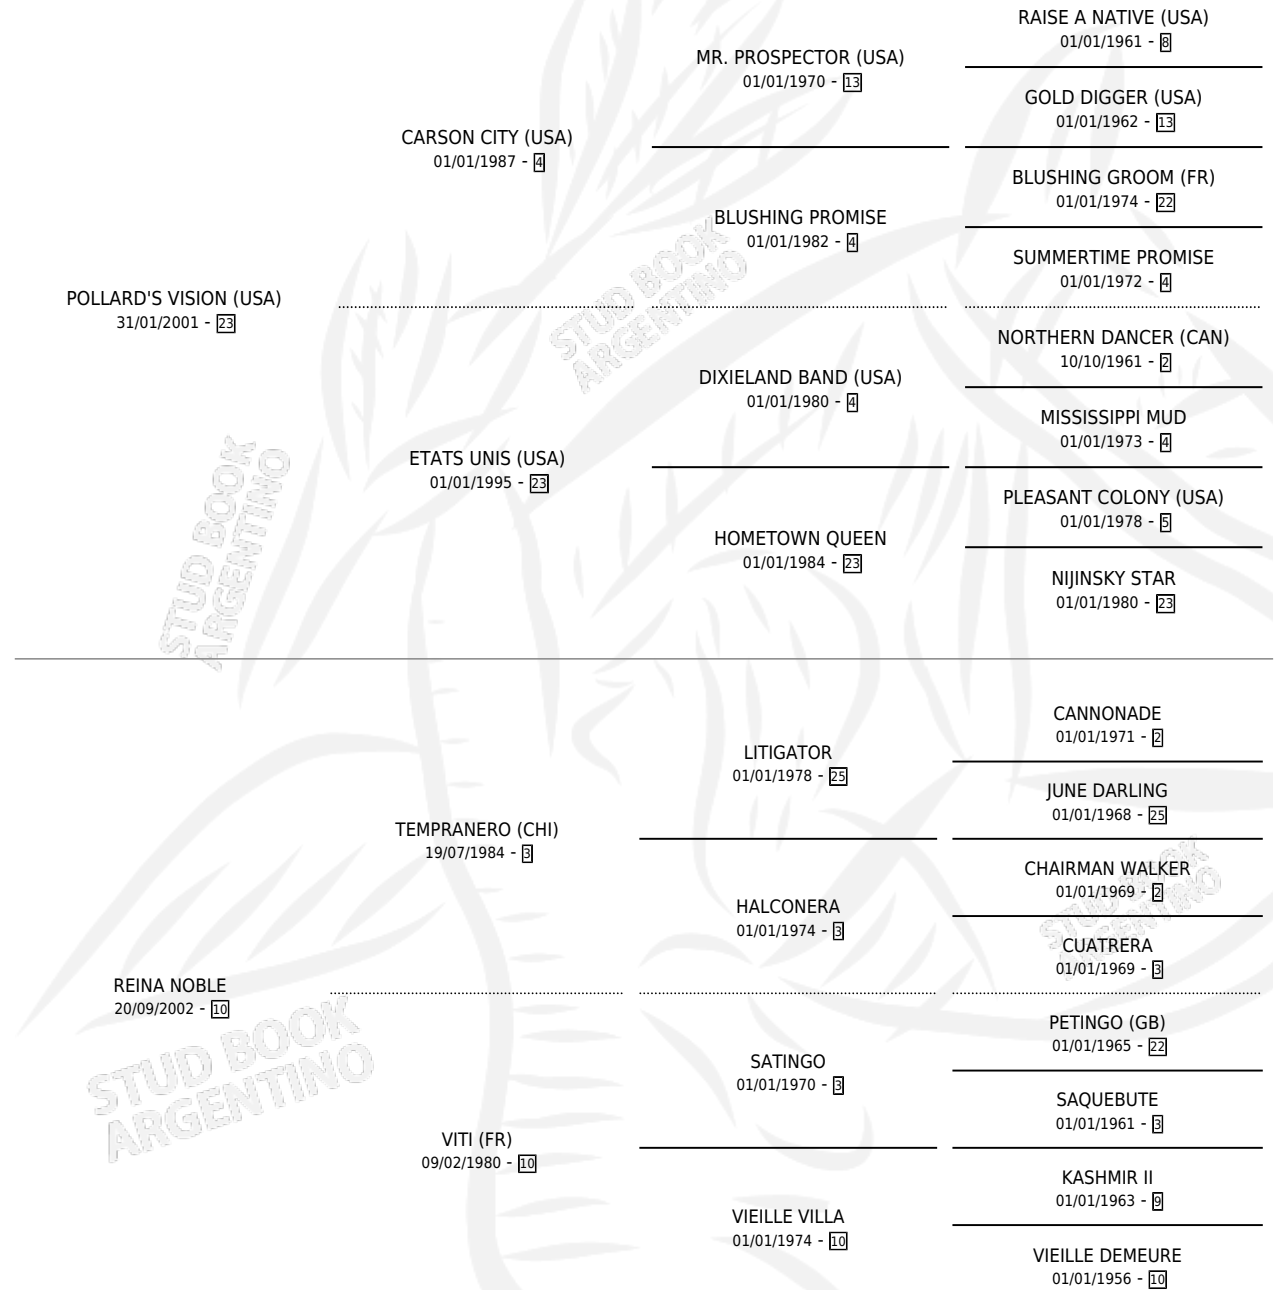 RAISE A NATIVE (USA)
01/01/1961 - 8
MR. PROSPECTOR (USA)
01/01/1970 - 13
GOLD DIGGER (USA)
01/01/1962 - 13
CARSON CITY (USA)
01/01/1987 - 4
BLUSHING GROOM (FR)
01/01/1974 - 22
BLUSHING PROMISE
01/01/1982 - 4
SUMMERTIME PROMISE
01/01/1972 - 4
POLLARD'S VISION (USA)
31/01/2001 - 23
STUD BOOK
ARGENTINO
NORTHERN DANCER (CAN)
10/10/1961 - 2
DIXIELAND BAND (USA)
01/01/1980 - 4
MISSISSIPPI MUD
01/01/1973 - 4
ETATS UNIS (USA)
01/01/1995 - 23
PLEASANT COLONY (USA)
01/01/1978 - 5
HOMETOWN QUEEN
01/01/1984 - 23
NIJINSKY STAR
01/01/1980 - 23
STUD BOOK
ARGENTINO
CANNONADE
01/01/1971 - 2
LITIGATOR
01/01/1978 - 25
JUNE DARLING
01/01/1968 - 25
TEMPRANERO (CHI)
19/07/1984 - 3
CHAIRMAN WALKER
01/01/1969 - 2
HALCONERA
01/01/1974 - 3
STUD BOOK
ARGENTINO
CUATRERA
01/01/1969 - 3
REINA NOBLE
20/09/2002 - 10
PETINGO (GB)
01/01/1965 - 22
SATINGO
01/01/1970 - 3
STUD BOOK
ARGENTINO
SAQUEBUTE
01/01/1961 - 3
VITI (FR)
09/02/1980 - 10
KASHMIR II
01/01/1963 - 9
VIEILLE VILLA
01/01/1974 - 10
VIEILLE DEMEURE
01/01/1956 - 10